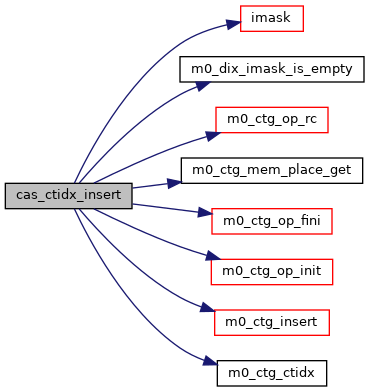 imask
m0_dix_imask_is_empty
m0_ctg_op_rc
m0_ctg_mem_place_get
cas_ctidx_insert
m0_ctg_op_fini
m0_ctg_op_init
m0_ctg_insert
m0_ctg_ctidx